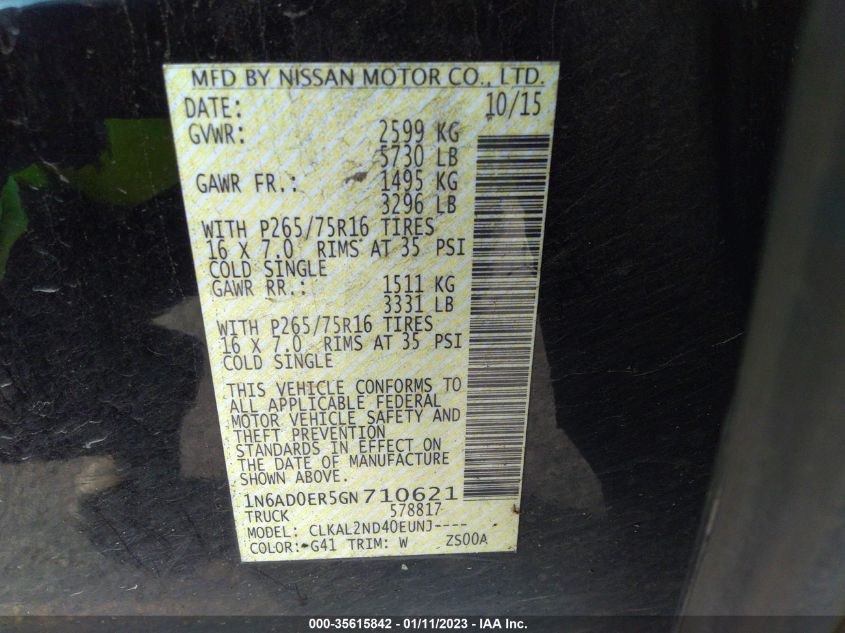 MFD BY NISSAN MOTOR CO., LTD.
DATE: 10/15
GVWR: 2599 KG
5730 LB
GAWR FR.: 1495 KG
3296 LB
WITH P265/75R16 TIRES
16 X 7.0 RIMS AT 35 PSI
COLD SINGLE
GAWR RR.: 1511 KG
3331 LB
WITH P265/75R16 TIRES
16 X 7.0 RIMS AT 35 PSI
COLD SINGLE
THIS VEHICLE CONFORMS TO
ALL APPLICABLE FEDERAL
MOTOR VEHICLE SAFETY AND
THEFT PREVENTION
STANDARDS IN EFFECT ON
THE DATE OF MANUFACTURE
SHOWN ABOVE.
1N6AD0ER5GN710621
TRUCK 578817
MODEL: CLKAL2ND40EUNJ----
COLOR: G41 TRIM: W ZS00A
000-35615842 - 01/11/2023 - IAA Inc.